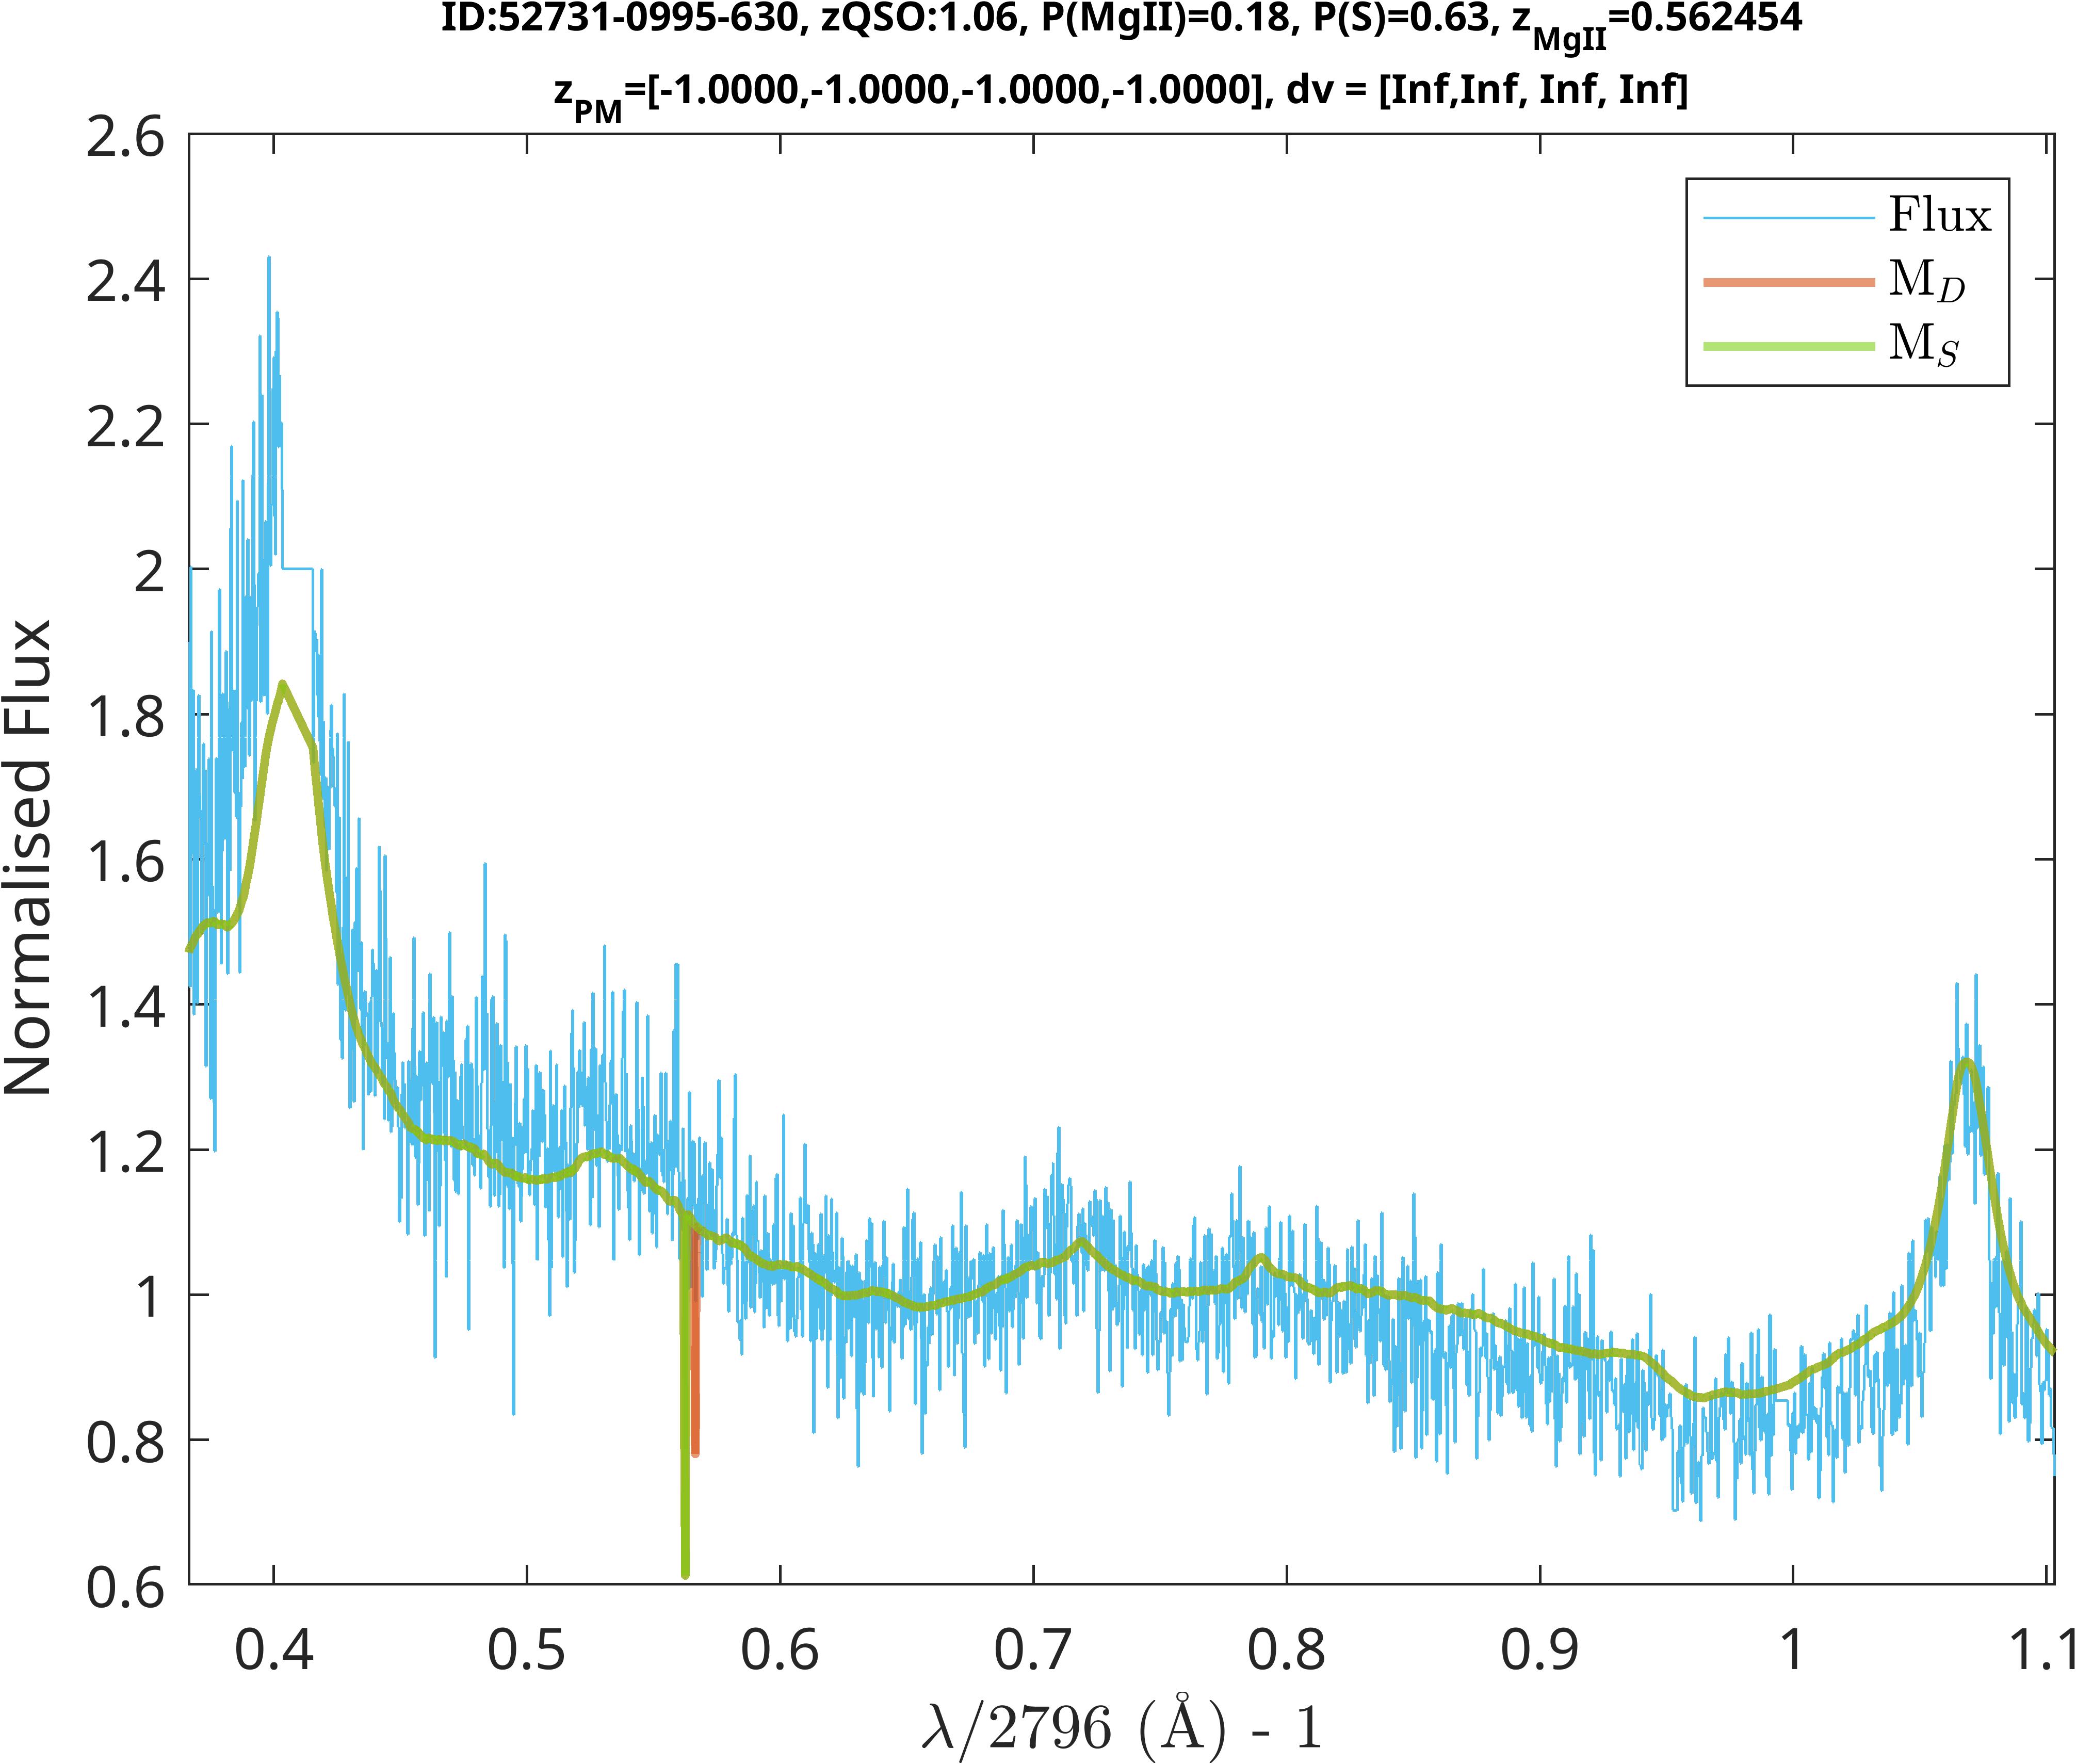 ID:52731-0995-630, zQSO:1.06, P(MgII)=0.18, P(S)=0.63, zMgII=0.562454
zPM=[-1.0000,-1.0000,-1.0000,-1.0000], dv = [Inf,Inf, Inf, Inf]
2.6
2.4
2.2
2
1.8
1.6
1.4
1.2
1
0.8
0.6
Normalised Flux
Flux
MD
MS
0.4 0.5 0.6 0.7 0.8 0.9 1 1.1
λ/2796 (Å) - 1